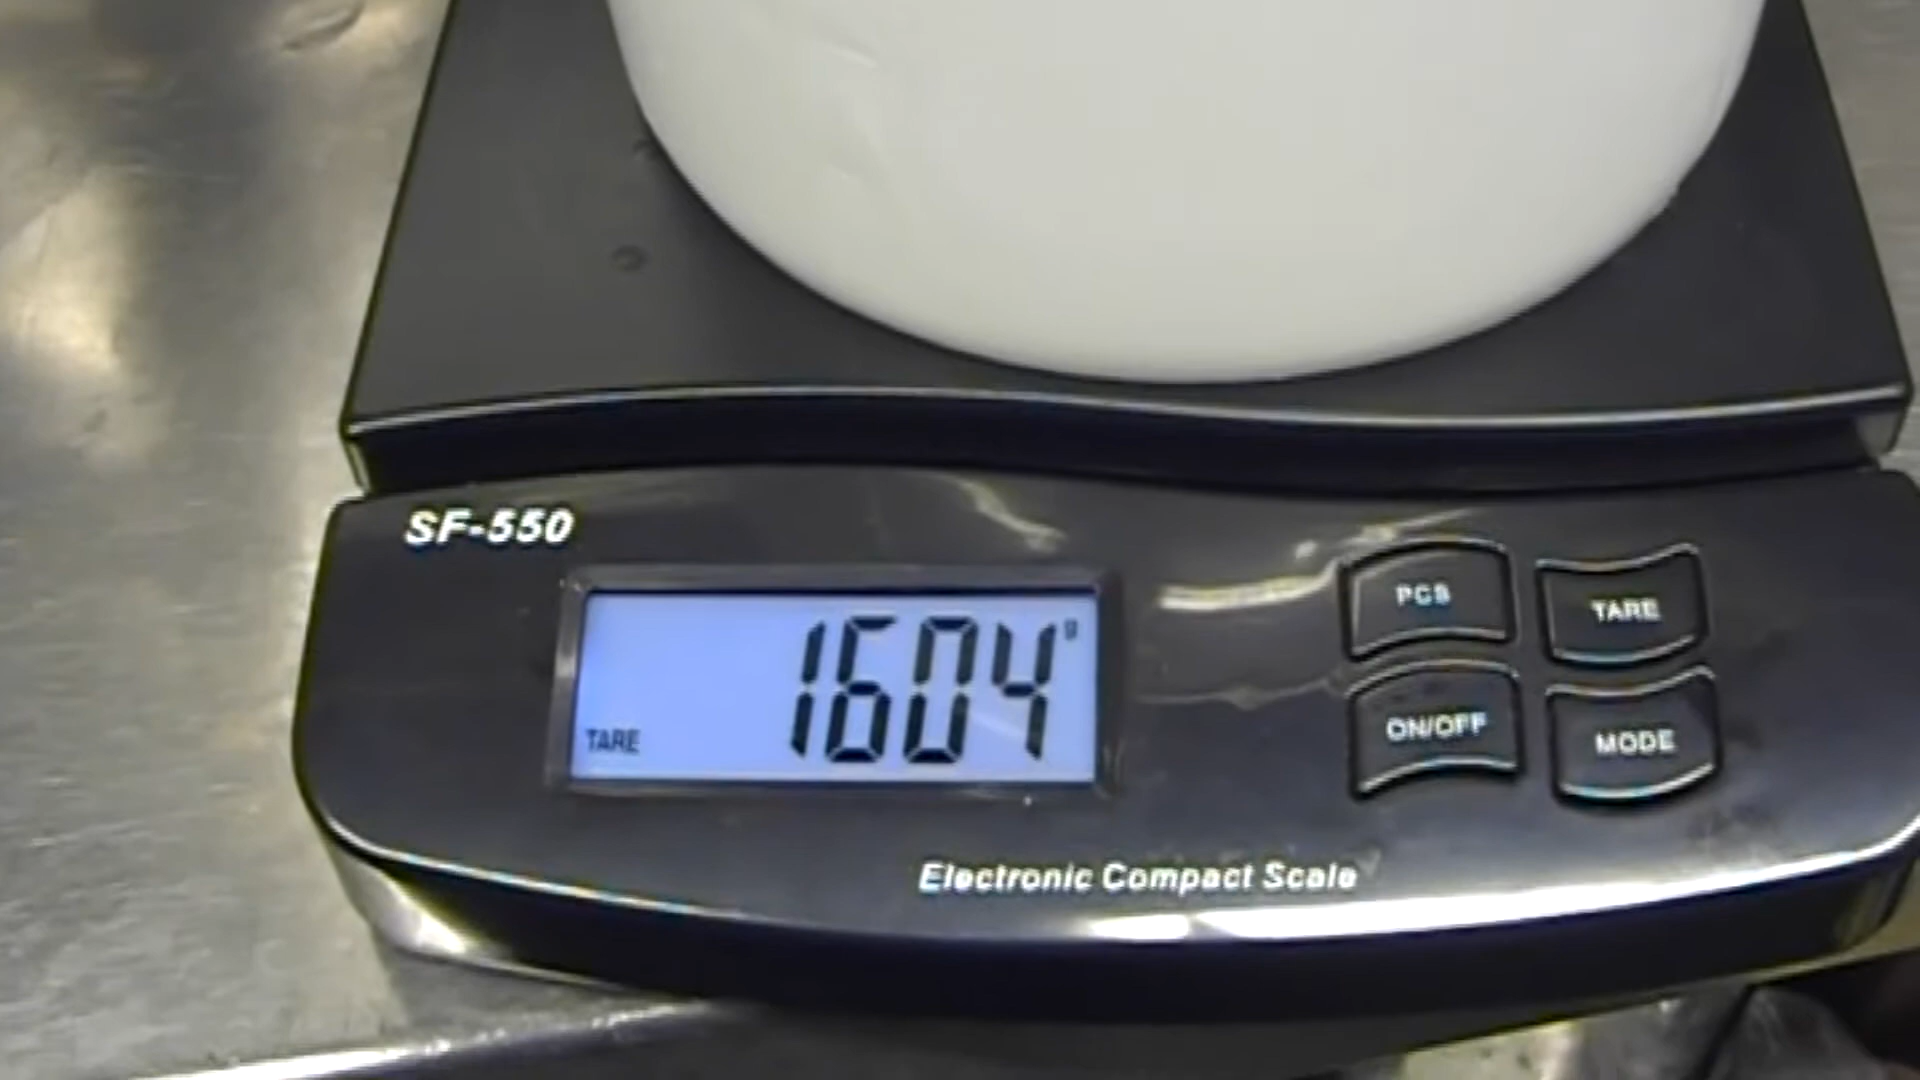 SF-550
1604 g
TARE
PCS
TARE
ON/OFF
MODE
Electronic Compact Scale